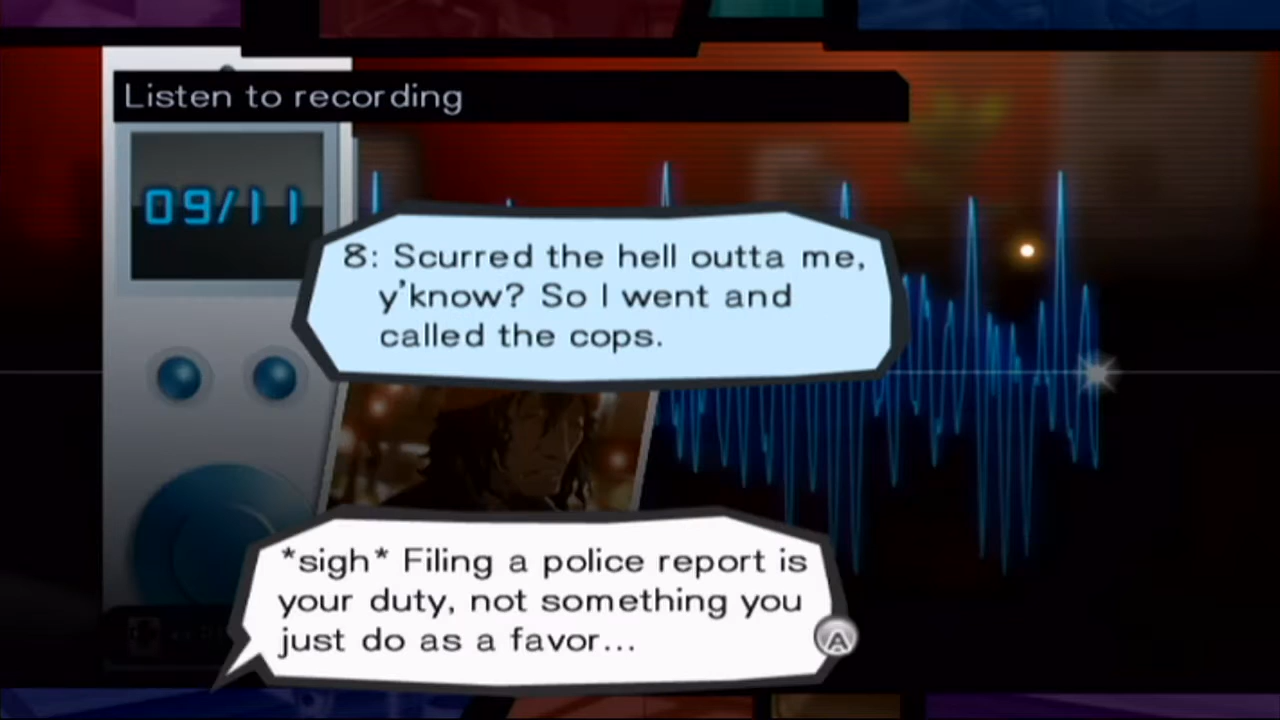 Listen to recording
09/11
8: Scurred the hell outta me,
y'know? So I went and
called the cops.
*sigh* Filing a police report is
your duty, not something you
just do as a favor...
A